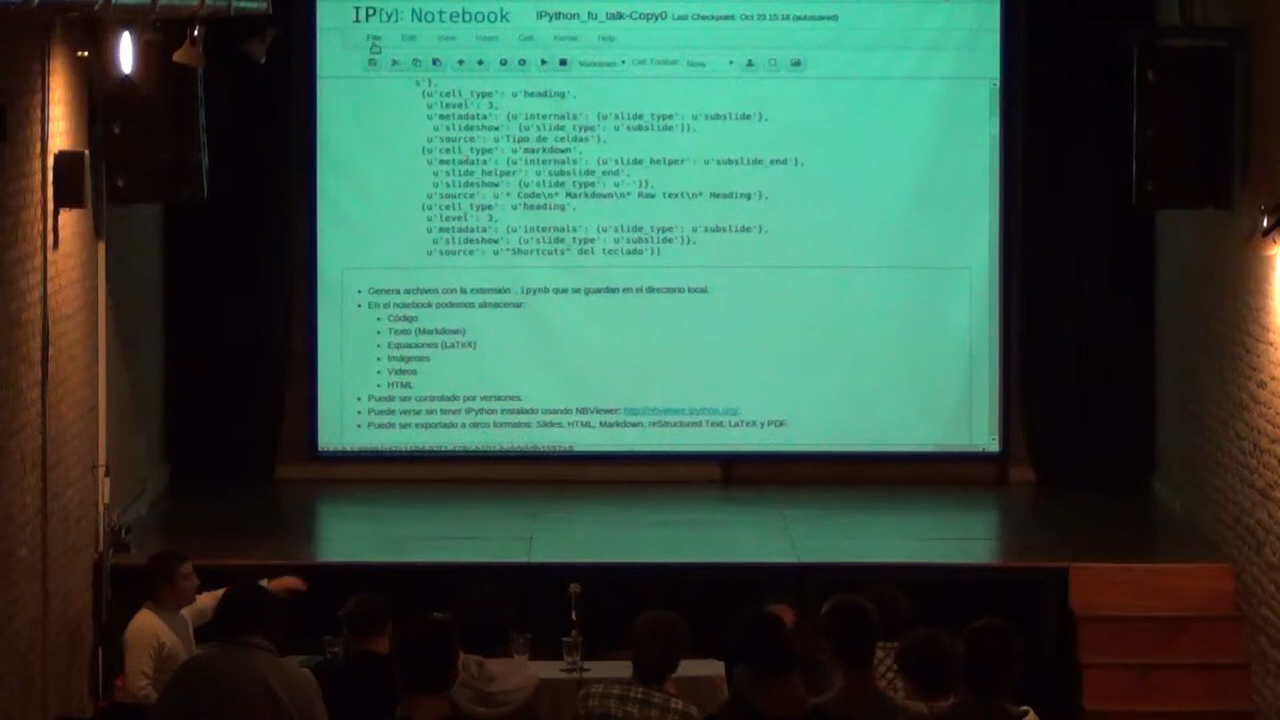 IP[y]: Notebook IPython_fu_talk-Copy0 Last Checkpoint: Oct 23 15:18 (autosaved)
File Edit View Insert Cell Kernel Help
Markdown Cell Toolbar: None
s'},
{u'cell_type': u'heading',
u'level': 3,
u'metadata': {u'internals': {u'slide_type': u'subslide'},
u'slideshow': {u'slide_type': u'subslide'}},
u'source': u'Tipo de celdas'},
{u'cell_type': u'markdown',
u'metadata': {u'internals': {u'slide_helper': u'subslide_end'},
u'slide_helper': u'subslide_end',
u'slideshow': {u'slide_type': u'-'}},
u'source': u'* Code\n* Markdown\n* Raw text\n* Heading'},
{u'cell_type': u'heading',
u'level': 3,
u'metadata': {u'internals': {u'slide_type': u'subslide'},
u'slideshow': {u'slide_type': u'subslide'}},
u'source': u'"Shortcuts" del teclado'}]
• Genera archivos con la extensión .ipynb que se guardan en el directorio local.
• En el notebook podemos almacenar:
• Código
• Texto (Markdown)
• Equaciones (LaTeX)
• Imágenes
• Videos
• HTML
• Puede ser controlado por versiones.
• Puede verse sin tener IPython instalado usando NBViewer: http://nbviewer.ipython.org/.
• Puede ser exportado a otros formatos: Slides, HTML, Markdown, reStructured Text, LaTeX y PDF.